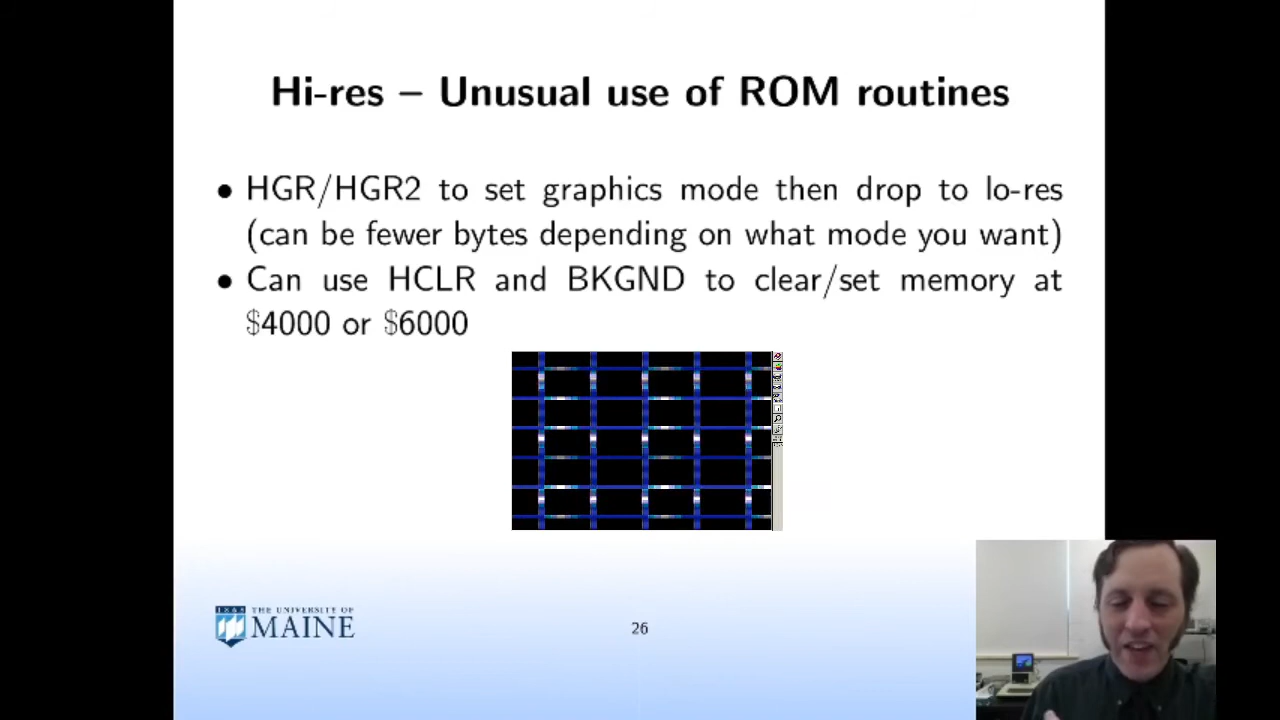 Hi-res – Unusual use of ROM routines
● HGR/HGR2 to set graphics mode then drop to lo-res
(can be fewer bytes depending on what mode you want)
● Can use HCLR and BKGND to clear/set memory at
$4000 or $6000
1865
THE UNIVERSITY OF
MAINE
26